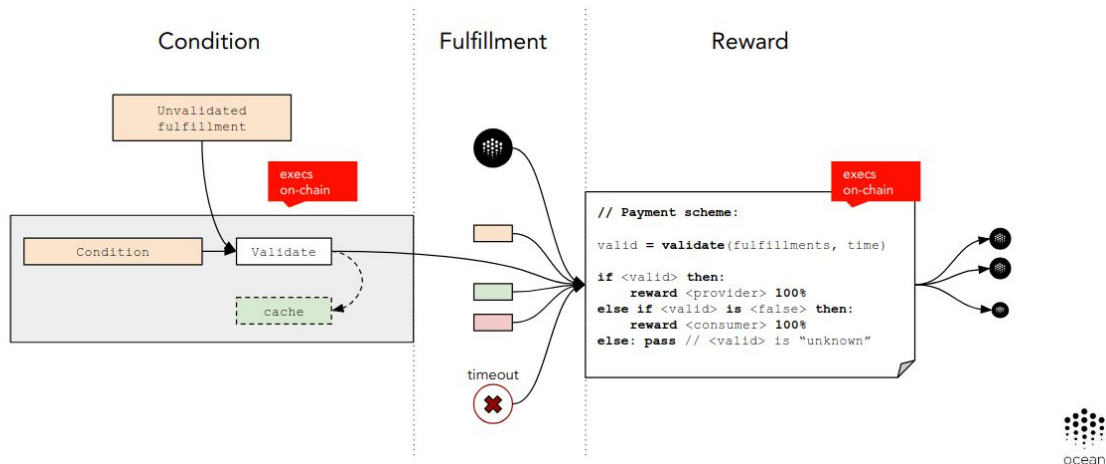 Condition
Fulfillment
Reward
Unvalidated
fulfillment
execs
on-chain
Condition
Validate
cache
timeout
execs
on-chain
// Payment scheme:
valid = validate(fulfillments, time)
if <valid> then:
reward <provider> 100%
else if <valid> is <false> then:
reward <consumer> 100%
else: pass // <valid> is “unknown”
ocean